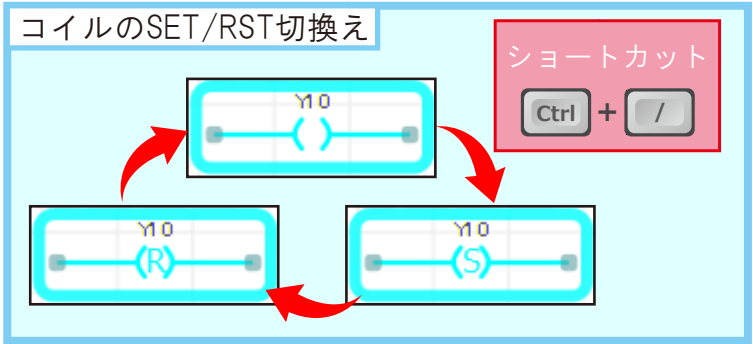 コイルのSET/RST切換え
ショートカット
Ctrl + /
Y10
( )
Y10
(R)
Y10
(S)